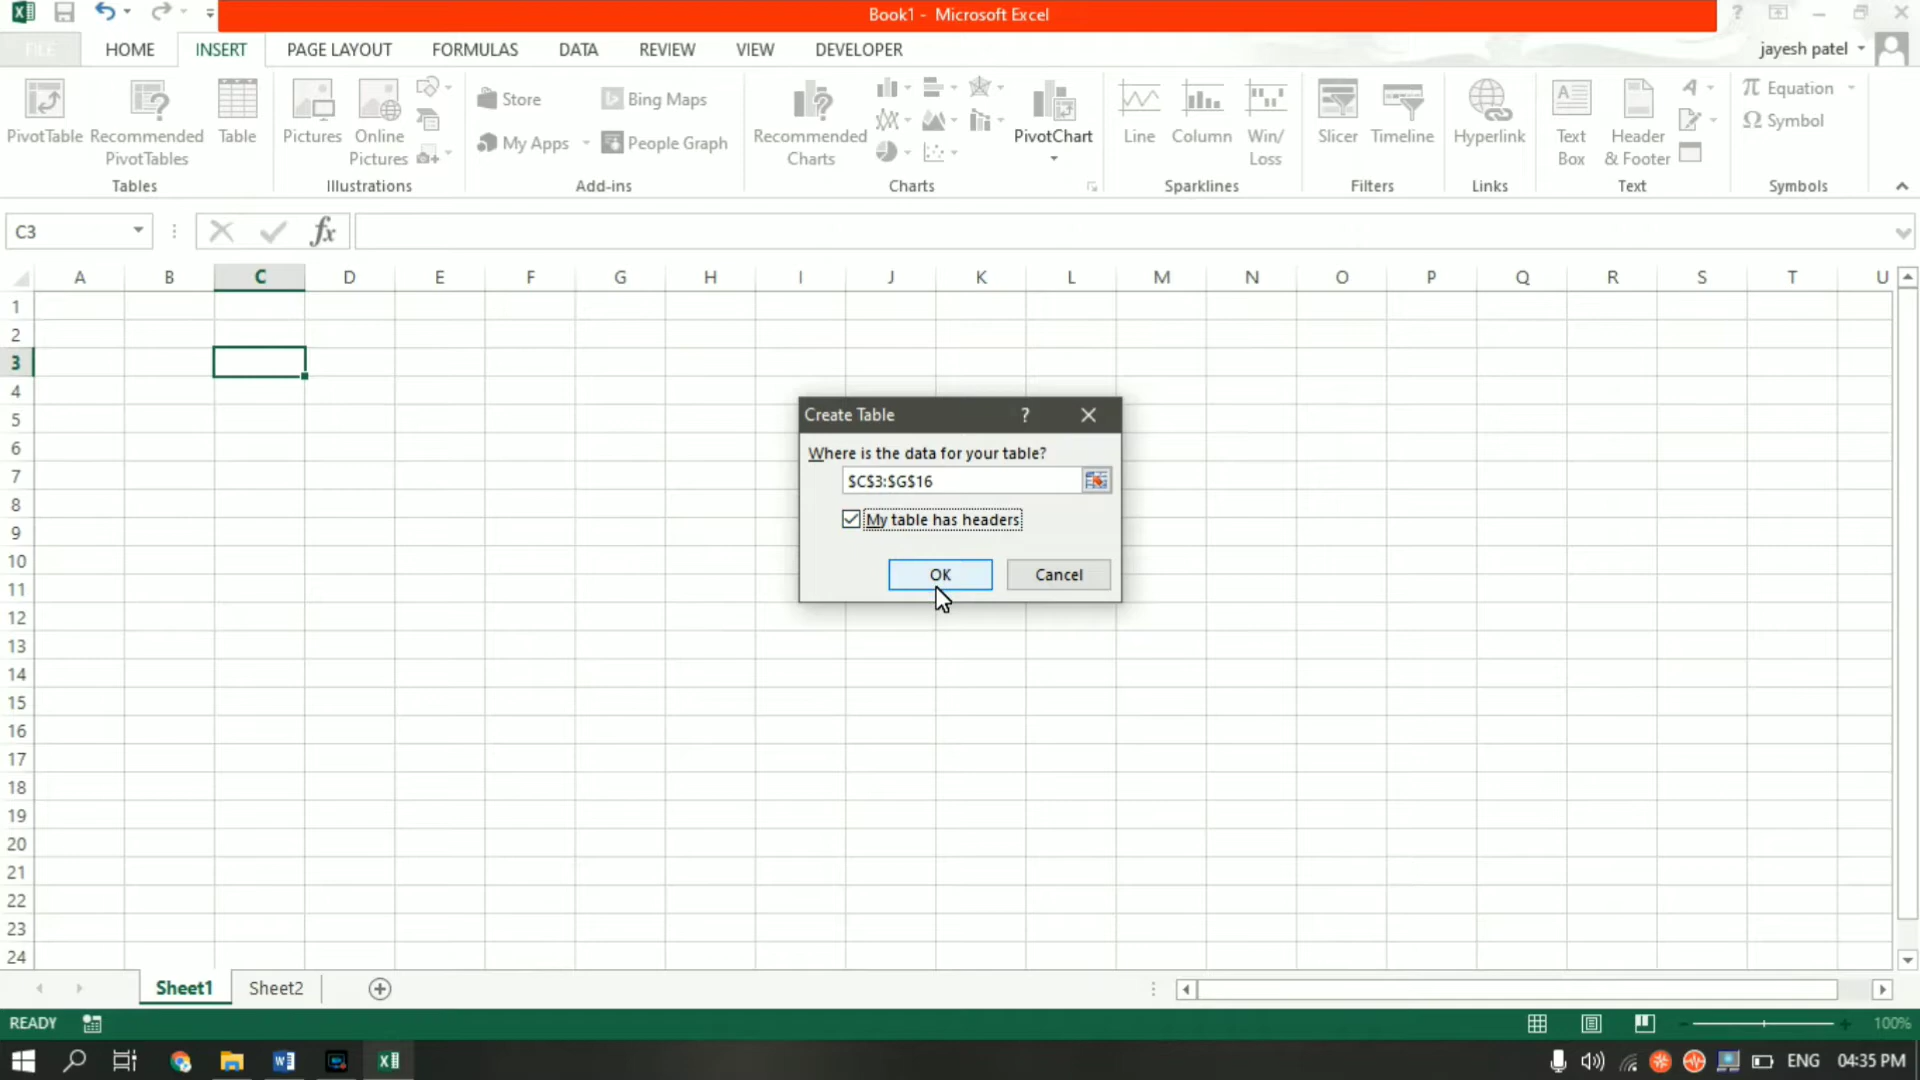 Book1 - Microsoft Excel
FILE HOME INSERT PAGE LAYOUT FORMULAS DATA REVIEW VIEW DEVELOPER jayesh patel
PivotTable
Recommended
PivotTables
Table
Tables
Pictures
Online
Pictures
Illustrations
Store
My Apps
Bing Maps
People Graph
Add-ins
Recommended
Charts
PivotChart
Charts
Line
Column
Win/
Loss
Sparklines
Slicer
Timeline
Filters
Hyperlink
Links
Text
Box
Header
& Footer
Text
π Equation
Ω Symbol
Symbols
C3
fx
A B C D E F G H I J K L M N O P Q R S T U
1
2
3
4
5
6
7
8
9
10
11
12
13
14
15
16
17
18
19
20
21
22
23
24
Create Table ?
Where is the data for your table?
$C$3:$G$16
My table has headers
OK Cancel
Sheet1 Sheet2
READY 100%
ENG 04:35 PM